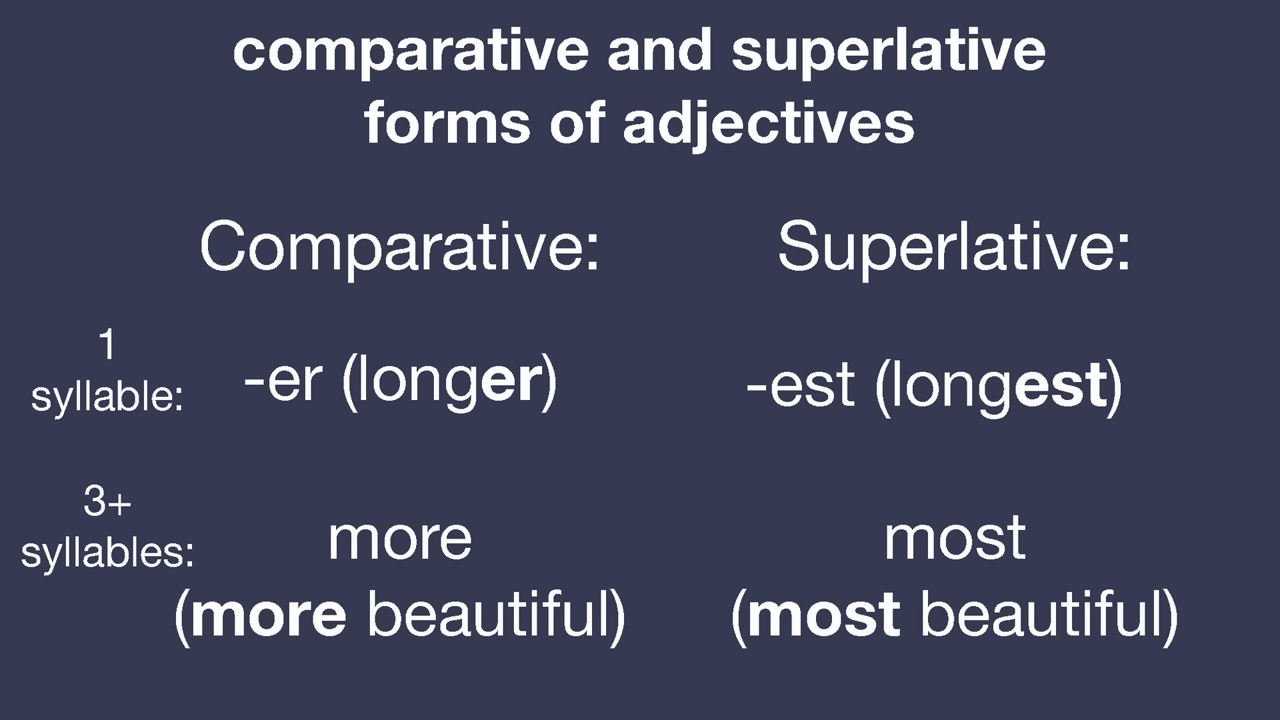 comparative and superlative
forms of adjectives
Comparative: Superlative:
1
syllable: -er (longer) -est (longest)
3+
syllables: more most
(more beautiful) (most beautiful)